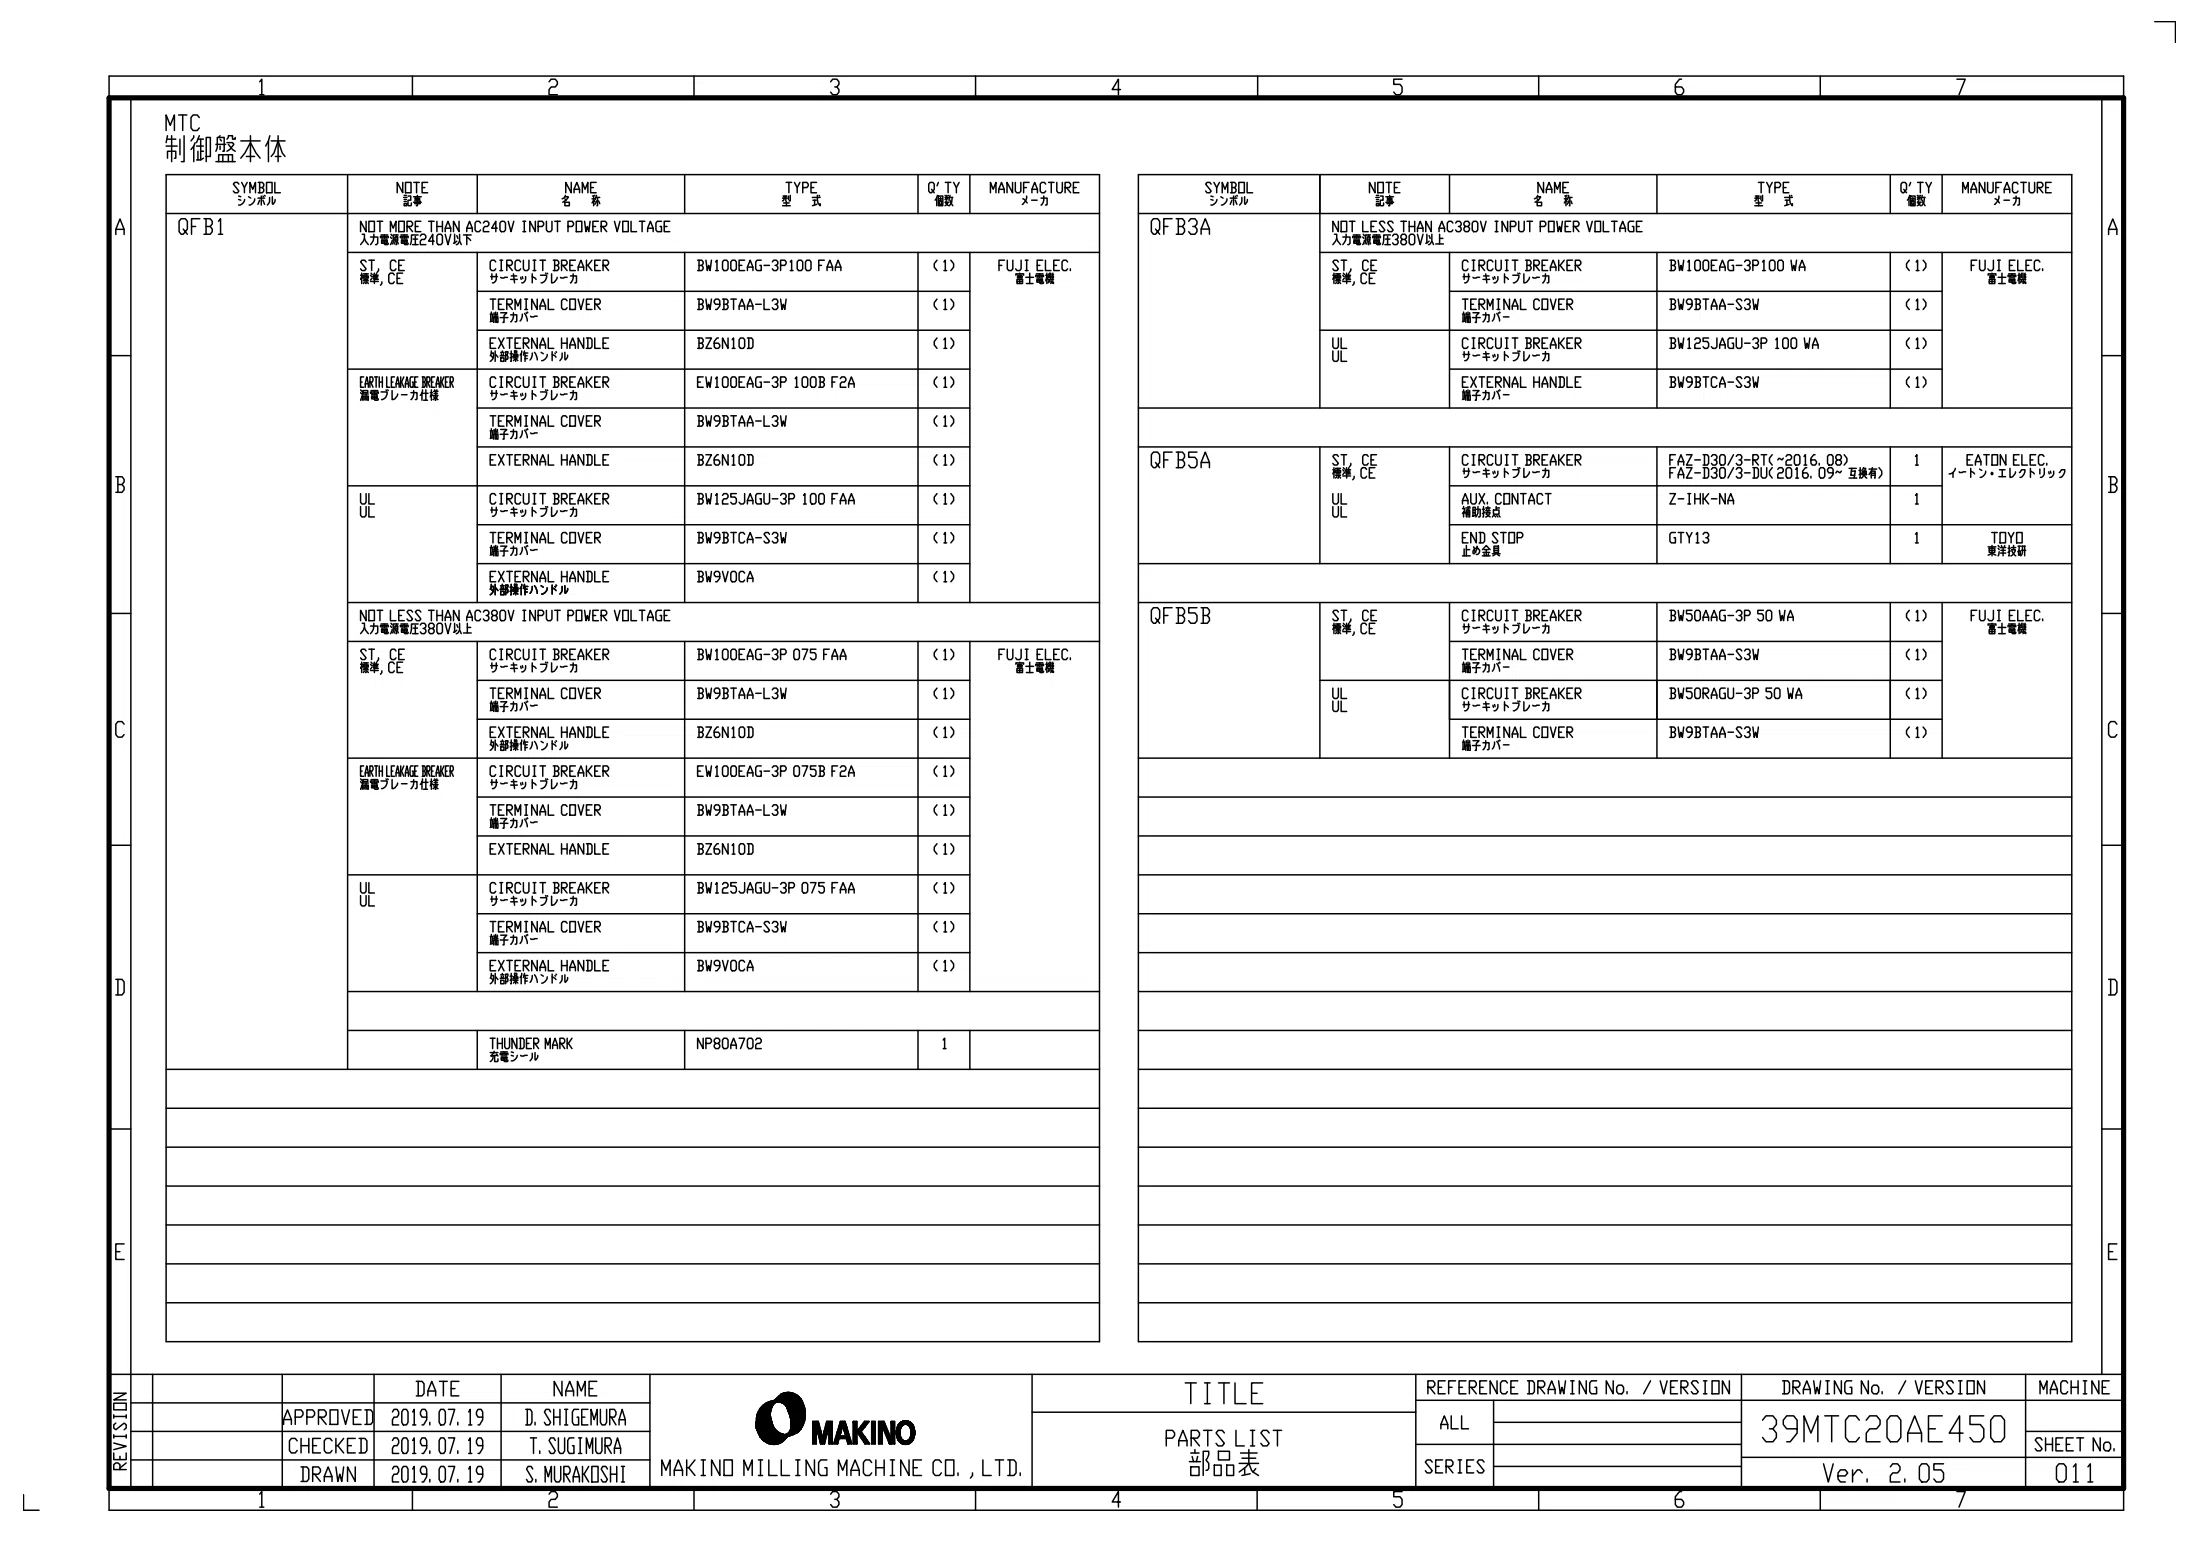 1 2 3 4 5 6 7
MTC
制御盤本体
SYMBOL NOTE NAME TYPE Q'TY MANUFACTURE
シンボル 記事 名 称 型 式 個数 メーカ
A QFB1 NOT MORE THAN AC240V INPUT POWER VOLTAGE
入力電源電圧240V以下
ST, CE CIRCUIT BREAKER BW100EAG-3P100 FAA (1) FUJI ELEC.
標準, CE サーキットブレーカ 富士電機
TERMINAL COVER BW9BTAA-L3W (1)
端子カバー
EXTERNAL HANDLE BZ6N10D (1)
外部操作ハンドル
EARTH LEAKAGE BREAKER CIRCUIT BREAKER EW100EAG-3P 100B F2A (1)
漏電ブレーカ仕様 サーキットブレーカ
TERMINAL COVER BW9BTAA-L3W (1)
端子カバー
B EXTERNAL HANDLE BZ6N10D (1)
UL CIRCUIT BREAKER BW125JAGU-3P 100 FAA (1)
UL サーキットブレーカ
TERMINAL COVER BW9BTCA-S3W (1)
端子カバー
EXTERNAL HANDLE BW9V0CA (1)
外部操作ハンドル
NOT LESS THAN AC380V INPUT POWER VOLTAGE
入力電源電圧380V以上
ST, CE CIRCUIT BREAKER BW100EAG-3P 075 FAA (1) FUJI ELEC.
標準, CE サーキットブレーカ 富士電機
TERMINAL COVER BW9BTAA-L3W (1)
端子カバー
C EXTERNAL HANDLE BZ6N10D (1)
外部操作ハンドル
EARTH LEAKAGE BREAKER CIRCUIT BREAKER EW100EAG-3P 075B F2A (1)
漏電ブレーカ仕様 サーキットブレーカ
TERMINAL COVER BW9BTAA-L3W (1)
端子カバー
EXTERNAL HANDLE BZ6N10D (1)
UL CIRCUIT BREAKER BW125JAGU-3P 075 FAA (1)
UL サーキットブレーカ
TERMINAL COVER BW9BTCA-S3W (1)
端子カバー
EXTERNAL HANDLE BW9V0CA (1)
外部操作ハンドル
D
THUNDER MARK NP80A702 1
充電シール
E
SYMBOL NOTE NAME TYPE Q'TY MANUFACTURE
シンボル 記事 名 称 型 式 個数 メーカ
QFB3A NOT LESS THAN AC380V INPUT POWER VOLTAGE A
入力電源電圧380V以上
ST, CE CIRCUIT BREAKER BW100EAG-3P100 WA (1) FUJI ELEC.
標準, CE サーキットブレーカ 富士電機
TERMINAL COVER BW9BTAA-S3W (1)
端子カバー
UL CIRCUIT BREAKER BW125JAGU-3P 100 WA (1)
UL サーキットブレーカ
EXTERNAL HANDLE BW9BTCA-S3W (1)
端子カバー
QFB5A ST, CE CIRCUIT BREAKER FAZ-D30/3-RT(~2016.08) 1 EATON ELEC.
標準, CE サーキットブレーカ FAZ-D30/3-DU(2016.09~ 互換有) イートン・エレクトリック
B
UL AUX. CONTACT Z-IHK-NA 1
UL 補助接点
END STOP GTY13 1 TOYO
止め金具 東洋技研
QFB5B ST, CE CIRCUIT BREAKER BW50AAG-3P 50 WA (1) FUJI ELEC.
標準, CE サーキットブレーカ 富士電機
TERMINAL COVER BW9BTAA-S3W (1)
端子カバー
UL CIRCUIT BREAKER BW50RAGU-3P 50 WA (1)
UL サーキットブレーカ
TERMINAL COVER BW9BTAA-S3W (1) C
端子カバー
D
E
REVISION
DATE NAME
APPROVED 2019.07.19 D. SHIGEMURA
CHECKED 2019.07.19 T. SUGIMURA
DRAWN 2019.07.19 S. MURAKOSHI
MAKINO
MAKINO MILLING MACHINE CO., LTD.
TITLE
PARTS LIST
部品表
REFERENCE DRAWING No. / VERSION
ALL
SERIES
DRAWING No. / VERSION
39MTC20AE450
Ver. 2.05
MACHINE
SHEET No.
011
1 2 3 4 5 6 7